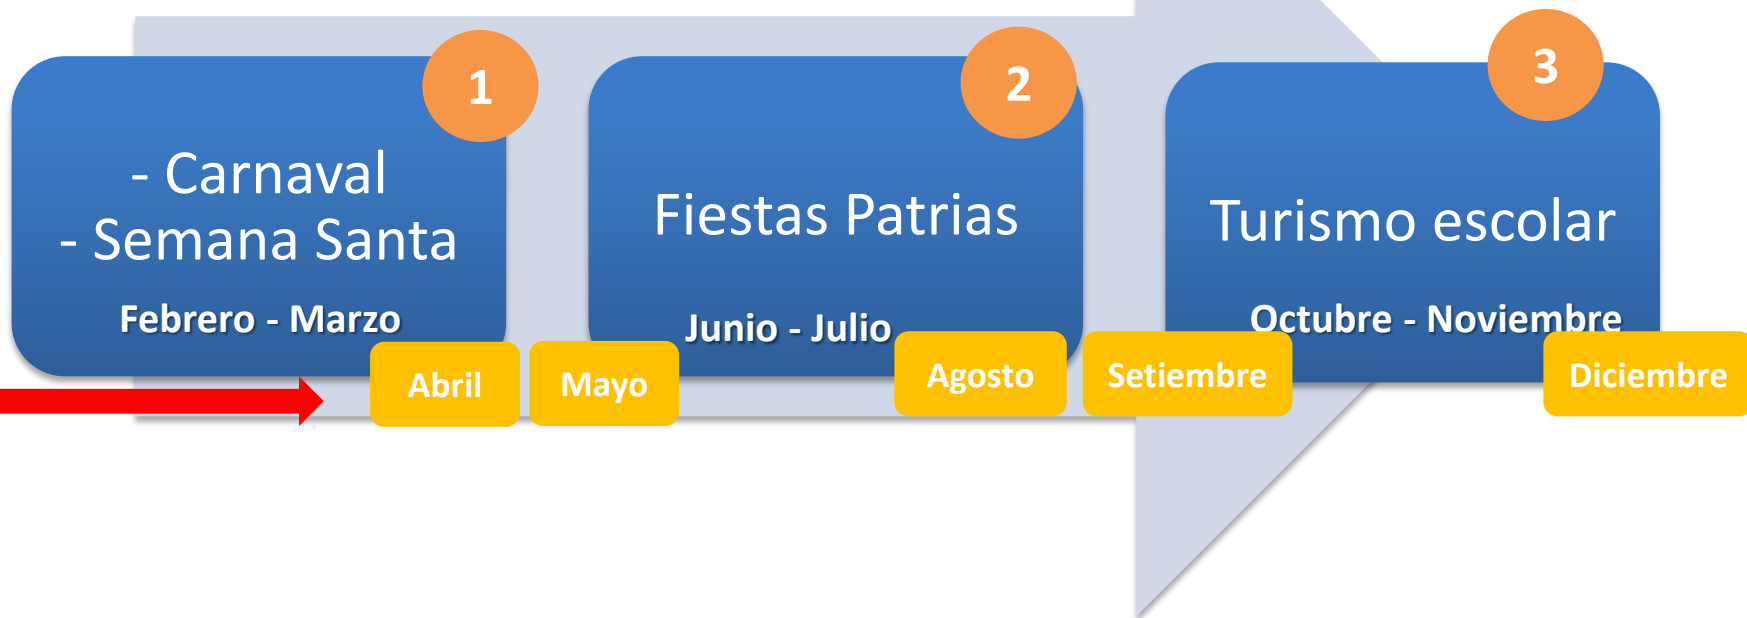 1
- Carnaval
- Semana Santa
Febrero - Marzo
Abril
Mayo
2
Fiestas Patrias
Junio - Julio
Agosto
Setiembre
3
Turismo escolar
Octubre - Noviembre
Diciembre